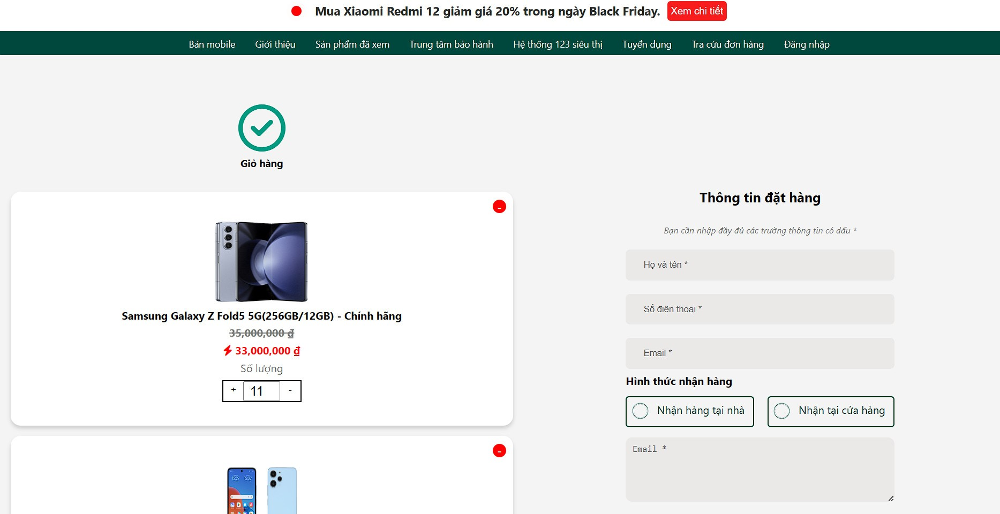 Mua Xiaomi Redmi 12 giảm giá 20% trong ngày Black Friday. Xem chi tiết
Bản mobile Giới thiệu Sản phẩm đã xem Trung tâm bảo hành Hệ thống 123 siêu thị Tuyển dụng Tra cứu đơn hàng Đăng nhập
Giỏ hàng
-
Samsung Galaxy Z Fold5 5G(256GB/12GB) - Chính hãng
35,000,000 ₫
33,000,000 ₫
Số lượng
+ 11 -
-
15:27 15:27
Thông tin đặt hàng
Bạn cần nhập đầy đủ các trường thông tin có dấu *
Họ và tên *
Số điện thoại *
Email *
Hình thức nhận hàng
Nhận hàng tại nhà Nhận tại cửa hàng
Email *